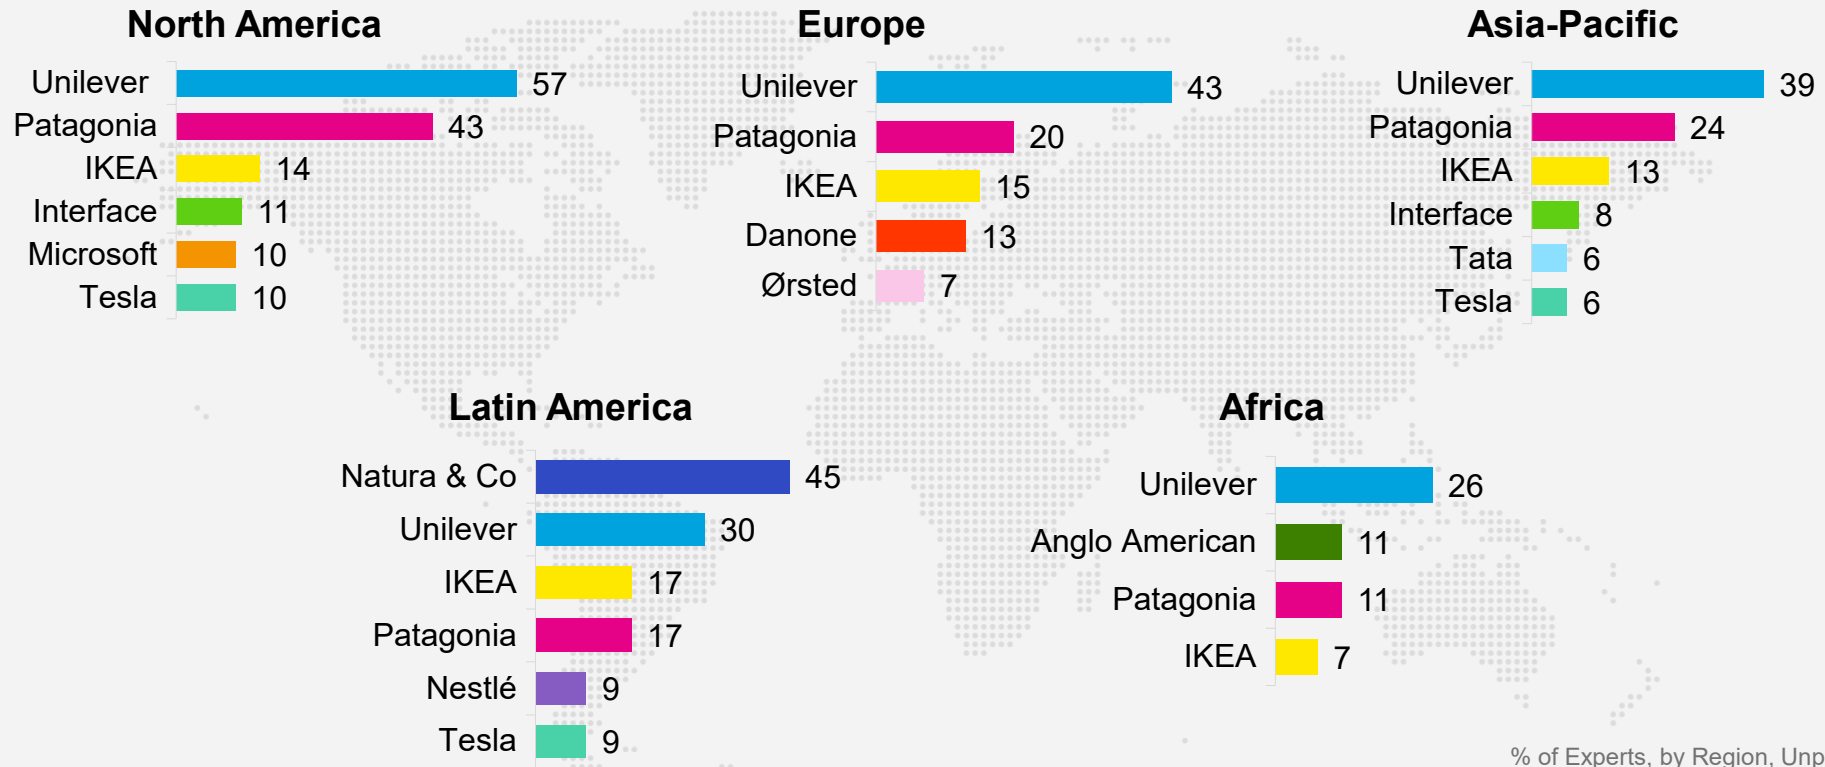 North America
Unilever 57
Patagonia 43
IKEA 14
Interface 11
Microsoft 10
Tesla 10
Europe
Unilever 43
Patagonia 20
IKEA 15
Danone 13
Ørsted 7
Asia-Pacific
Unilever 39
Patagonia 24
IKEA 13
Interface 8
Tata 6
Tesla 6
Latin America
Natura & Co 45
Unilever 30
IKEA 17
Patagonia 17
Nestlé 9
Tesla 9
Africa
Unilever 26
Anglo American 11
Patagonia 11
IKEA 7
% of Experts, by Region, Unp